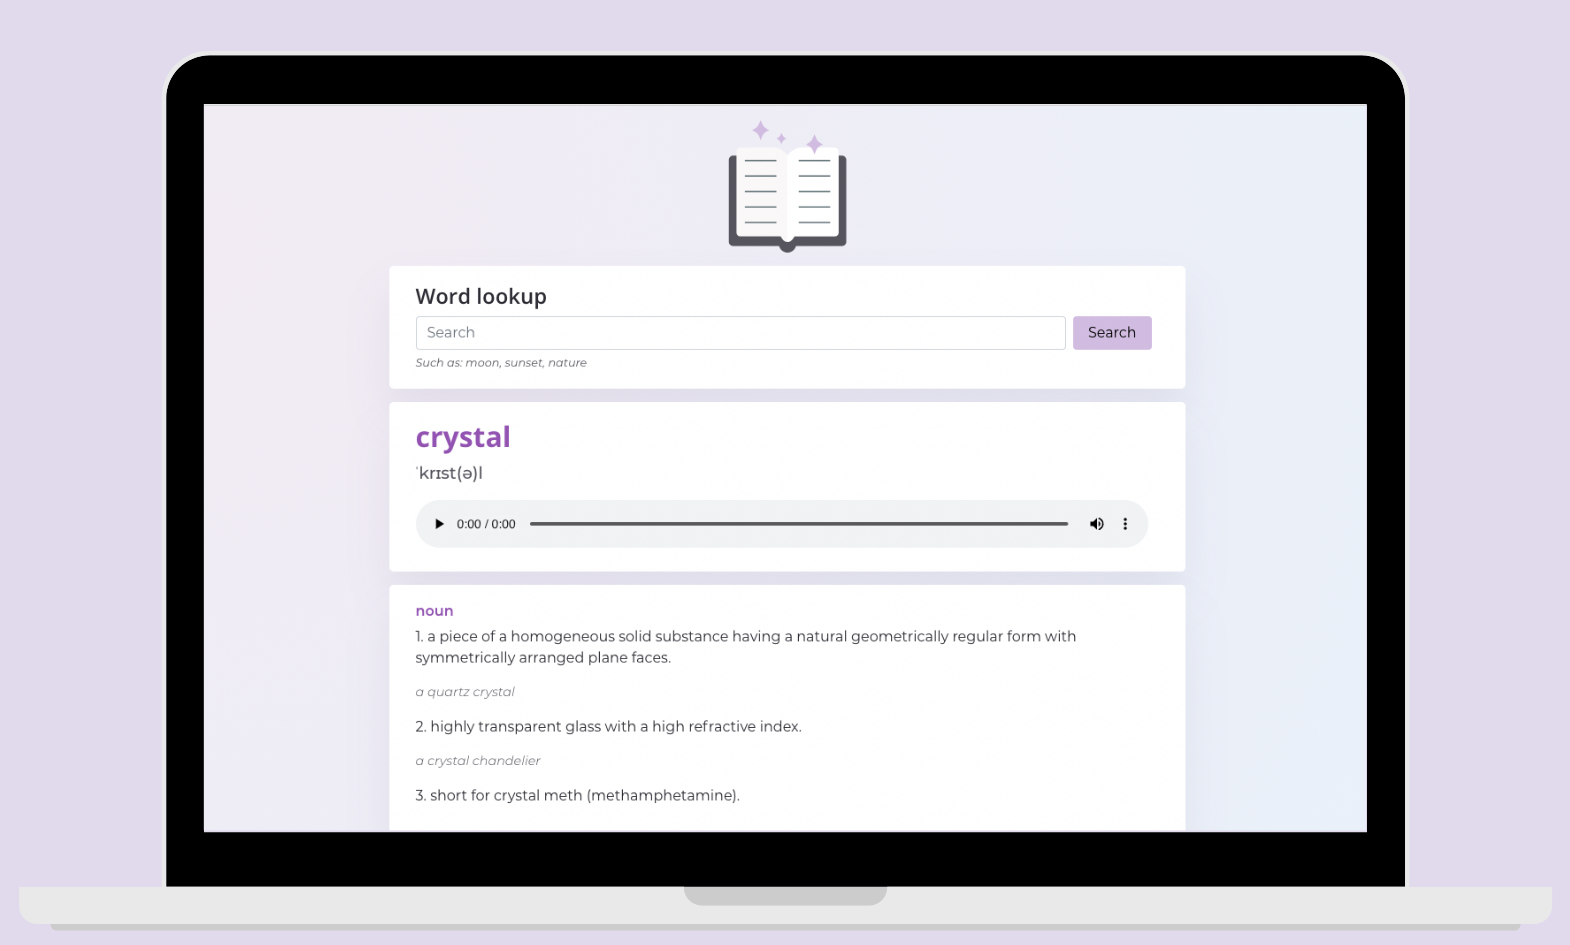 Word lookup
Search
Search
Such as: moon, sunset, nature
crystal
ˈkrɪst(ə)l
0:00 / 0:00
noun
1. a piece of a homogeneous solid substance having a natural geometrically regular form with
symmetrically arranged plane faces.
a quartz crystal
2. highly transparent glass with a high refractive index.
a crystal chandelier
3. short for crystal meth (methamphetamine).